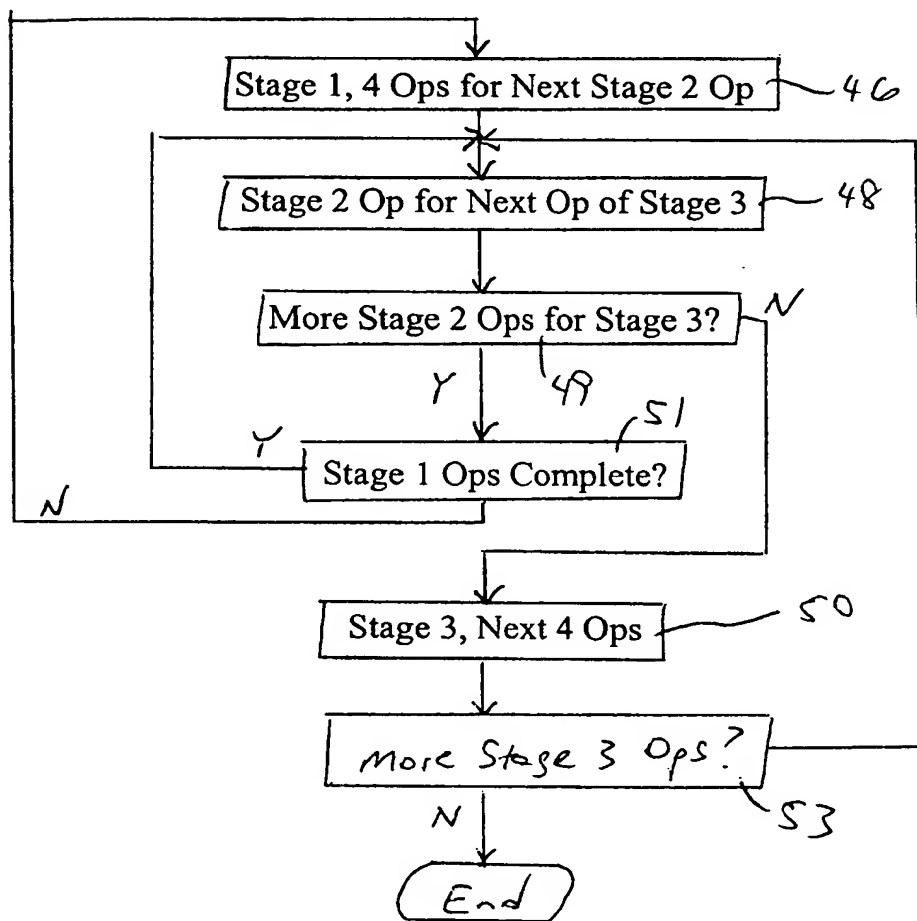 Stage 1, 4 Ops for Next Stage 2 Op
46
Stage 2 Op for Next Op of Stage 3
48
More Stage 2 Ops for Stage 3?
N
Y
49
51
Y
Stage 1 Ops Complete?
N
Stage 3, Next 4 Ops
50
More Stage 3 Ops?
53
N
End